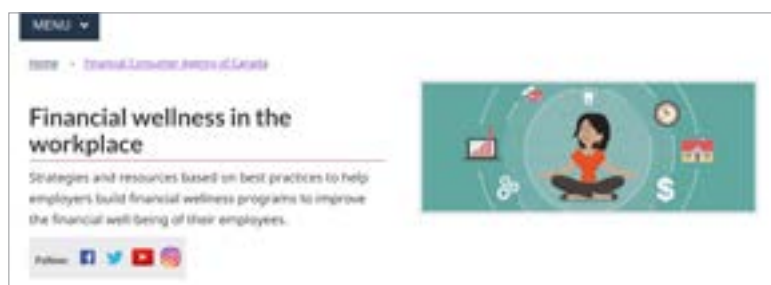 MENU
Home > Financial Consumer Agency of Canada
Financial wellness in the
workplace
Strategies and resources based on best practices to help
employers build financial wellness programs to improve
the financial well-being of their employees.
Follow:
$